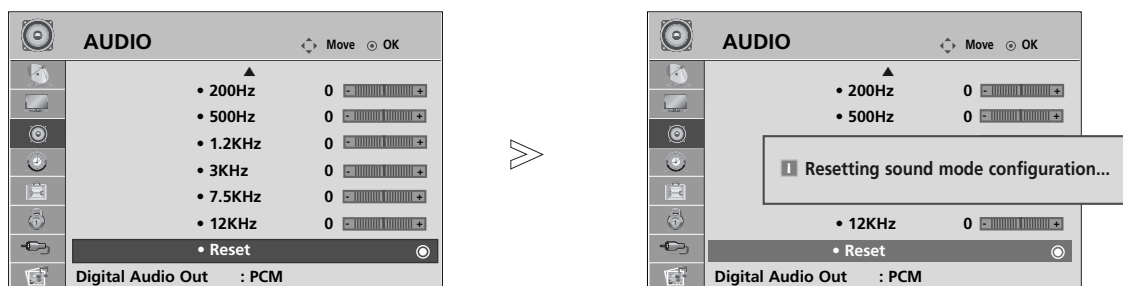 AUDIO
Move OK
• 200Hz 0 - +
• 500Hz 0 - +
• 1.2KHz 0 - +
• 3KHz 0 - +
• 7.5KHz 0 - +
• 12KHz 0 - +
• Reset
Digital Audio Out : PCM
AUDIO
Move OK
• 200Hz 0 - +
• 500Hz 0 - +
i Resetting sound mode configuration...
• 12KHz 0 - +
• Reset
Digital Audio Out : PCM